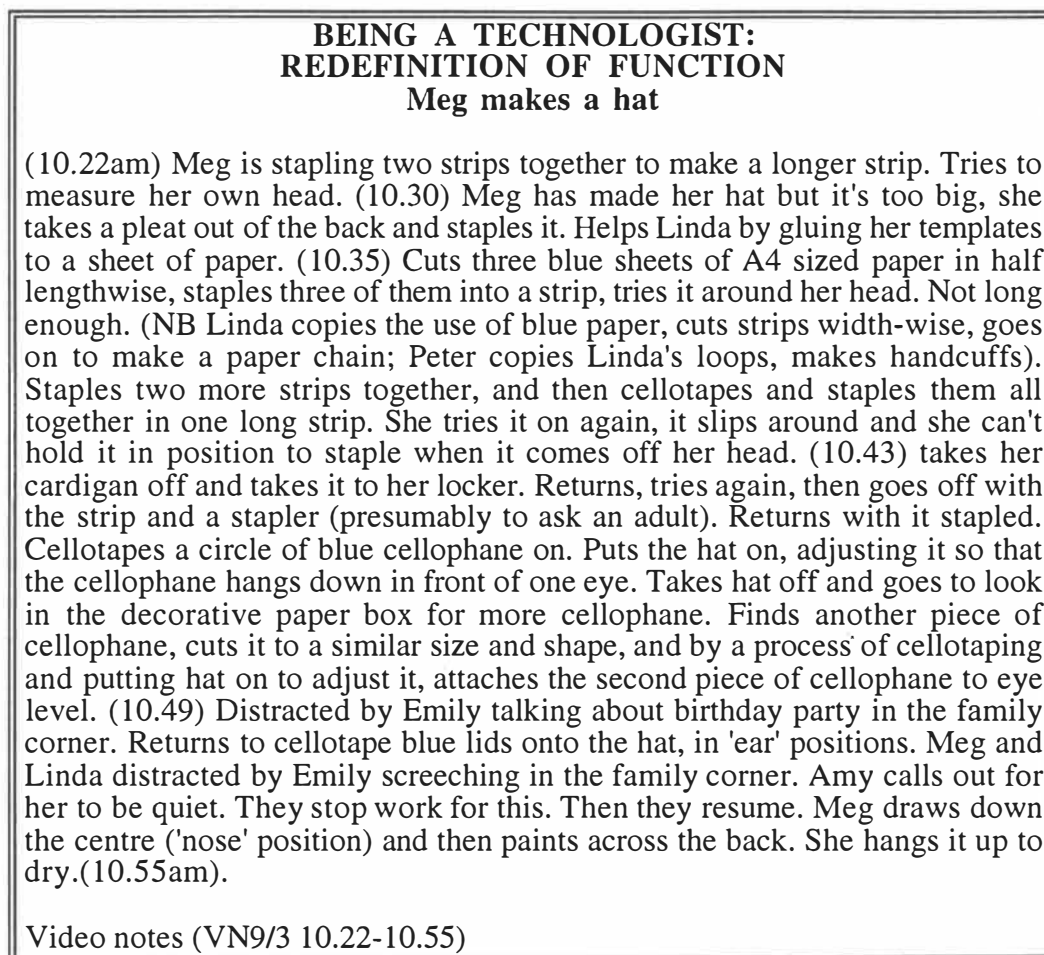 BEING A TECHNOLOGIST:
REDEFINITION OF FUNCTION
Meg makes a hat
(10.22am) Meg is stapling two strips together to make a longer strip. Tries to
measure her own head. (10.30) Meg has made her hat but it's too big, she
takes a pleat out of the back and staples it. Helps Linda by gluing her templates
to a sheet of paper. (10.35) Cuts three blue sheets of A4 sized paper in half
lengthwise, staples three of them into a strip, tries it around her head. Not long
enough. (NB Linda copies the use of blue paper, cuts strips width-wise, goes
on to make a paper chain; Peter copies Linda's loops, makes handcuffs).
Staples two more strips together, and then cellotapes and staples them all
together in one long strip. She tries it on again, it slips around and she can't
hold it in position to staple when it comes off her head. (10.43) takes her
cardigan off and takes it to her locker. Returns, tries again, then goes off with
the strip and a stapler (presumably to ask an adult). Returns with it stapled.
Cellotapes a circle of blue cellophane on. Puts the hat on, adjusting it so that
the cellophane hangs down in front of one eye. Takes hat off and goes to look
in the decorative paper box for more cellophane. Finds another piece of
cellophane, cuts it to a similar size and shape, and by a process of cellotaping
and putting hat on to adjust it, attaches the second piece of cellophane to eye
level. (10.49) Distracted by Emily talking about birthday party in the family
corner. Returns to cellotape blue lids onto the hat, in 'ear' positions. Meg and
Linda distracted by Emily screeching in the family corner. Amy calls out for
her to be quiet. They stop work for this. Then they resume. Meg draws down
the centre ('nose' position) and then paints across the back. She hangs it up to
dry.(10.55am).
Video notes (VN9/3 10.22-10.55)